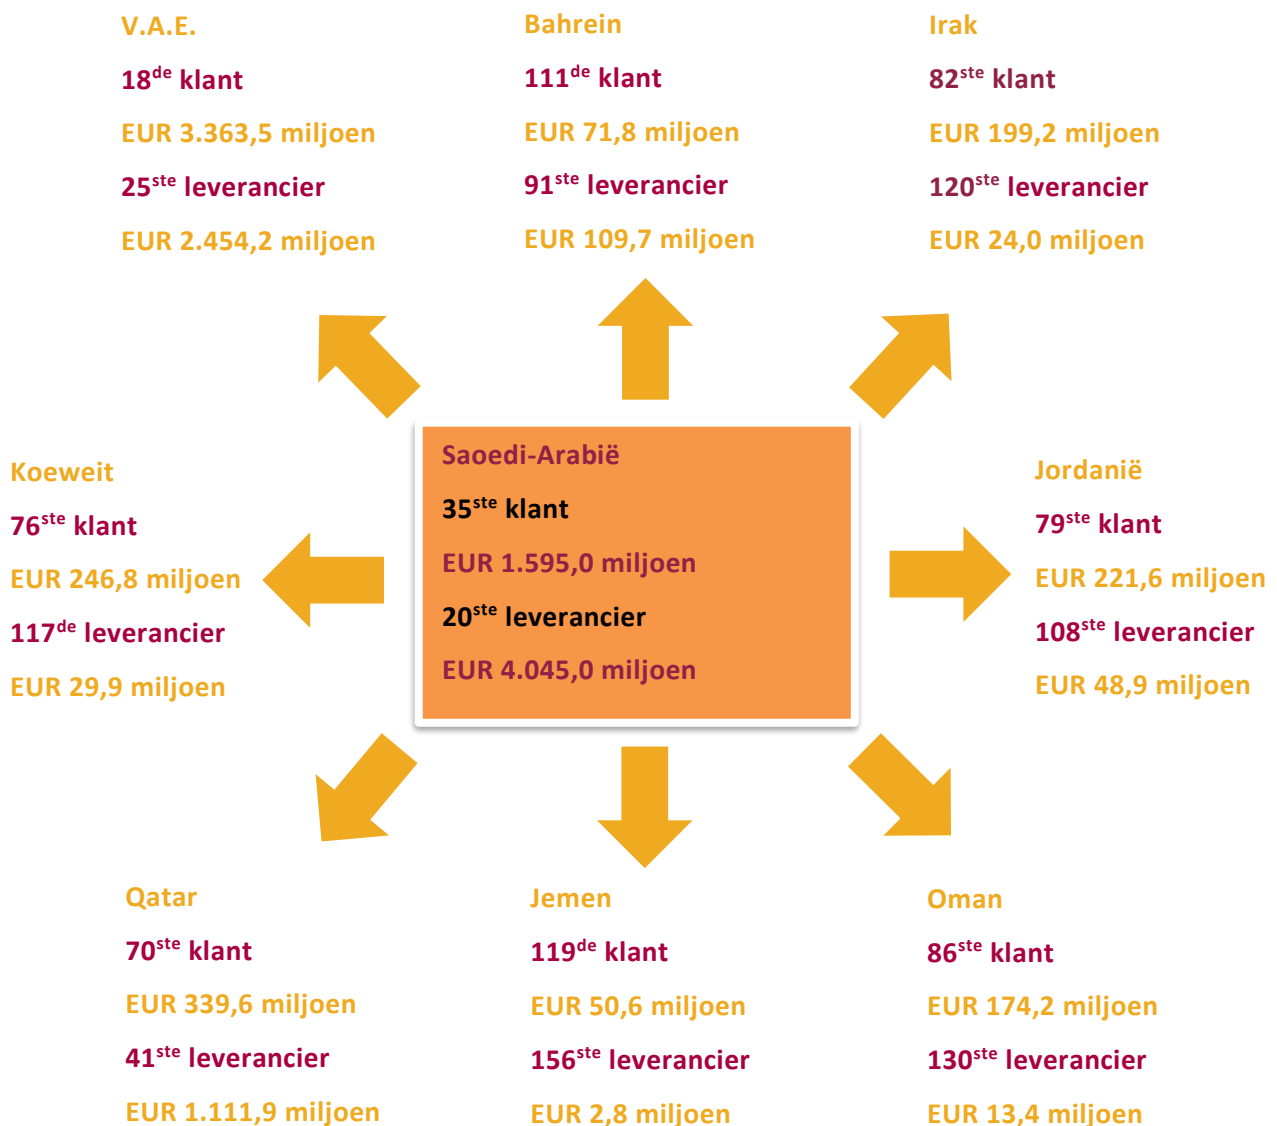 V.A.E.
18de klant
EUR 3.363,5 miljoen
25ste leverancier
EUR 2.454,2 miljoen
Bahrein
111de klant
EUR 71,8 miljoen
91ste leverancier
EUR 109,7 miljoen
Irak
82ste klant
EUR 199,2 miljoen
120ste leverancier
EUR 24,0 miljoen
Koeweit
76ste klant
EUR 246,8 miljoen
117de leverancier
EUR 29,9 miljoen
Saoedi-Arabië
35ste klant
EUR 1.595,0 miljoen
20ste leverancier
EUR 4.045,0 miljoen
Jordanië
79ste klant
EUR 221,6 miljoen
108ste leverancier
EUR 48,9 miljoen
Qatar
70ste klant
EUR 339,6 miljoen
41ste leverancier
EUR 1.111,9 miljoen
Jemen
119de klant
EUR 50,6 miljoen
156ste leverancier
EUR 2,8 miljoen
Oman
86ste klant
EUR 174,2 miljoen
130ste leverancier
EUR 13,4 miljoen